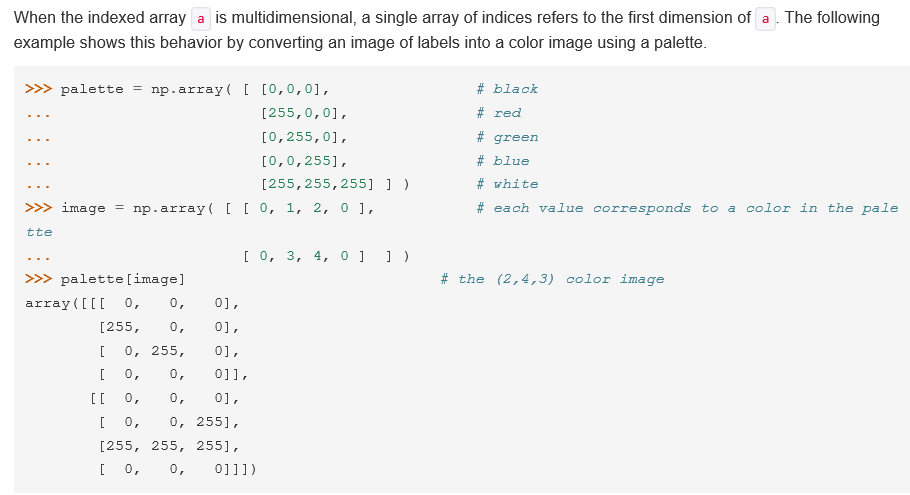 When the indexed array a is multidimensional, a single array of indices refers to the first dimension of a . The following
example shows this behavior by converting an image of labels into a color image using a palette.
>>> palette = np.array( [ [0,0,0],                # black
...                       [255,0,0],              # red
...                       [0,255,0],              # green
...                       [0,0,255],              # blue
...                       [255,255,255] ] )       # white
>>> image = np.array( [ [ 0, 1, 2, 0 ],           # each value corresponds to a color in the pale
tte
...                     [ 0, 3, 4, 0 ]  ] )
>>> palette[image]                            # the (2,4,3) color image
array([[[  0,   0,   0],
        [255,   0,   0],
        [  0, 255,   0],
        [  0,   0,   0]],
       [[  0,   0,   0],
        [  0,   0, 255],
        [255, 255, 255],
        [  0,   0,   0]]])